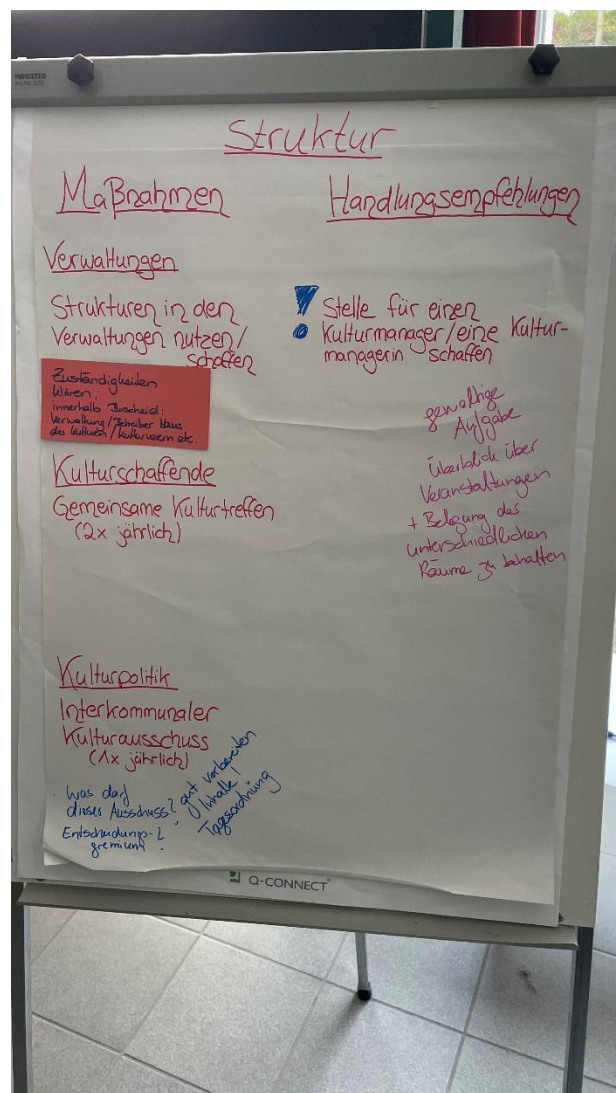 MAGISTER
Struktur
Maßnahmen
Handlungsempfehlungen
Verwaltungen
Strukturen in den
Verwaltungen nutzen/
schaffen
! Stelle für einen
Kulturmanager/eine Kultur-
managerin schaffen
Zuständigkeiten
klären,
innerhalb Burscheid:
Verwaltung/Betreiber Haus
der Kulturen/Kulturverein etc.
gewaltige
Aufgabe
Überblick über
Veranstaltungen
+ Belegung der
unterschiedlichen
Räume zu behalten
Kulturschaffende
Gemeinsame Kulturtreffen
(2x jährlich)
Kulturpolitik
Interkommunaler
Kulturausschuss
(1x jährlich)
Was darf
dieser Ausschuss?
Entscheidungs-
gremium?
gut vorbereiten
Inhalte!
Tagesordnung
Q-CONNECT